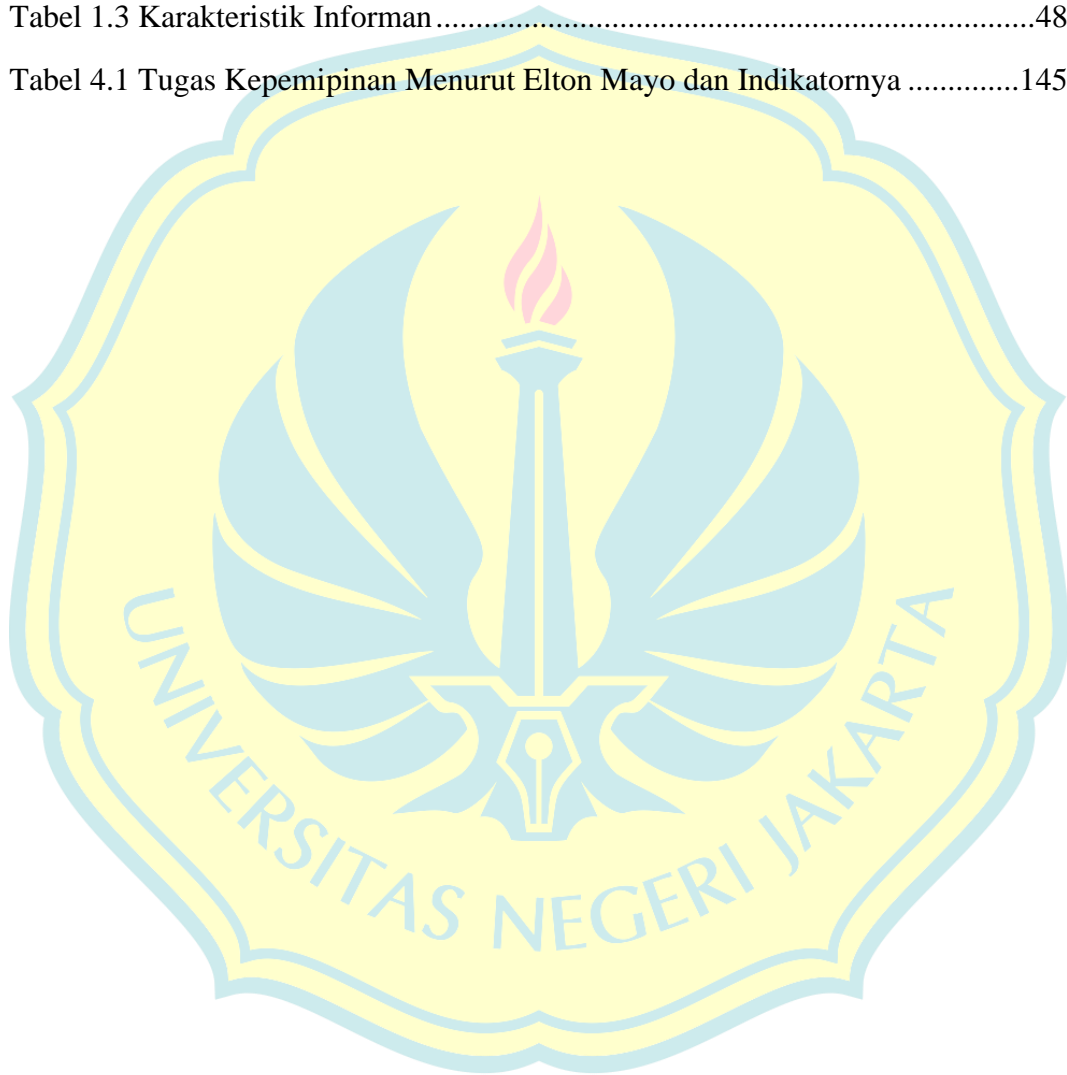 Tabel 1.3 Karakteristik Informan............................................................................48
Tabel 4.1 Tugas Kepemipinan Menurut Elton Mayo dan Indikatornya .............145
UNIVERSITAS NEGERI JAKARTA